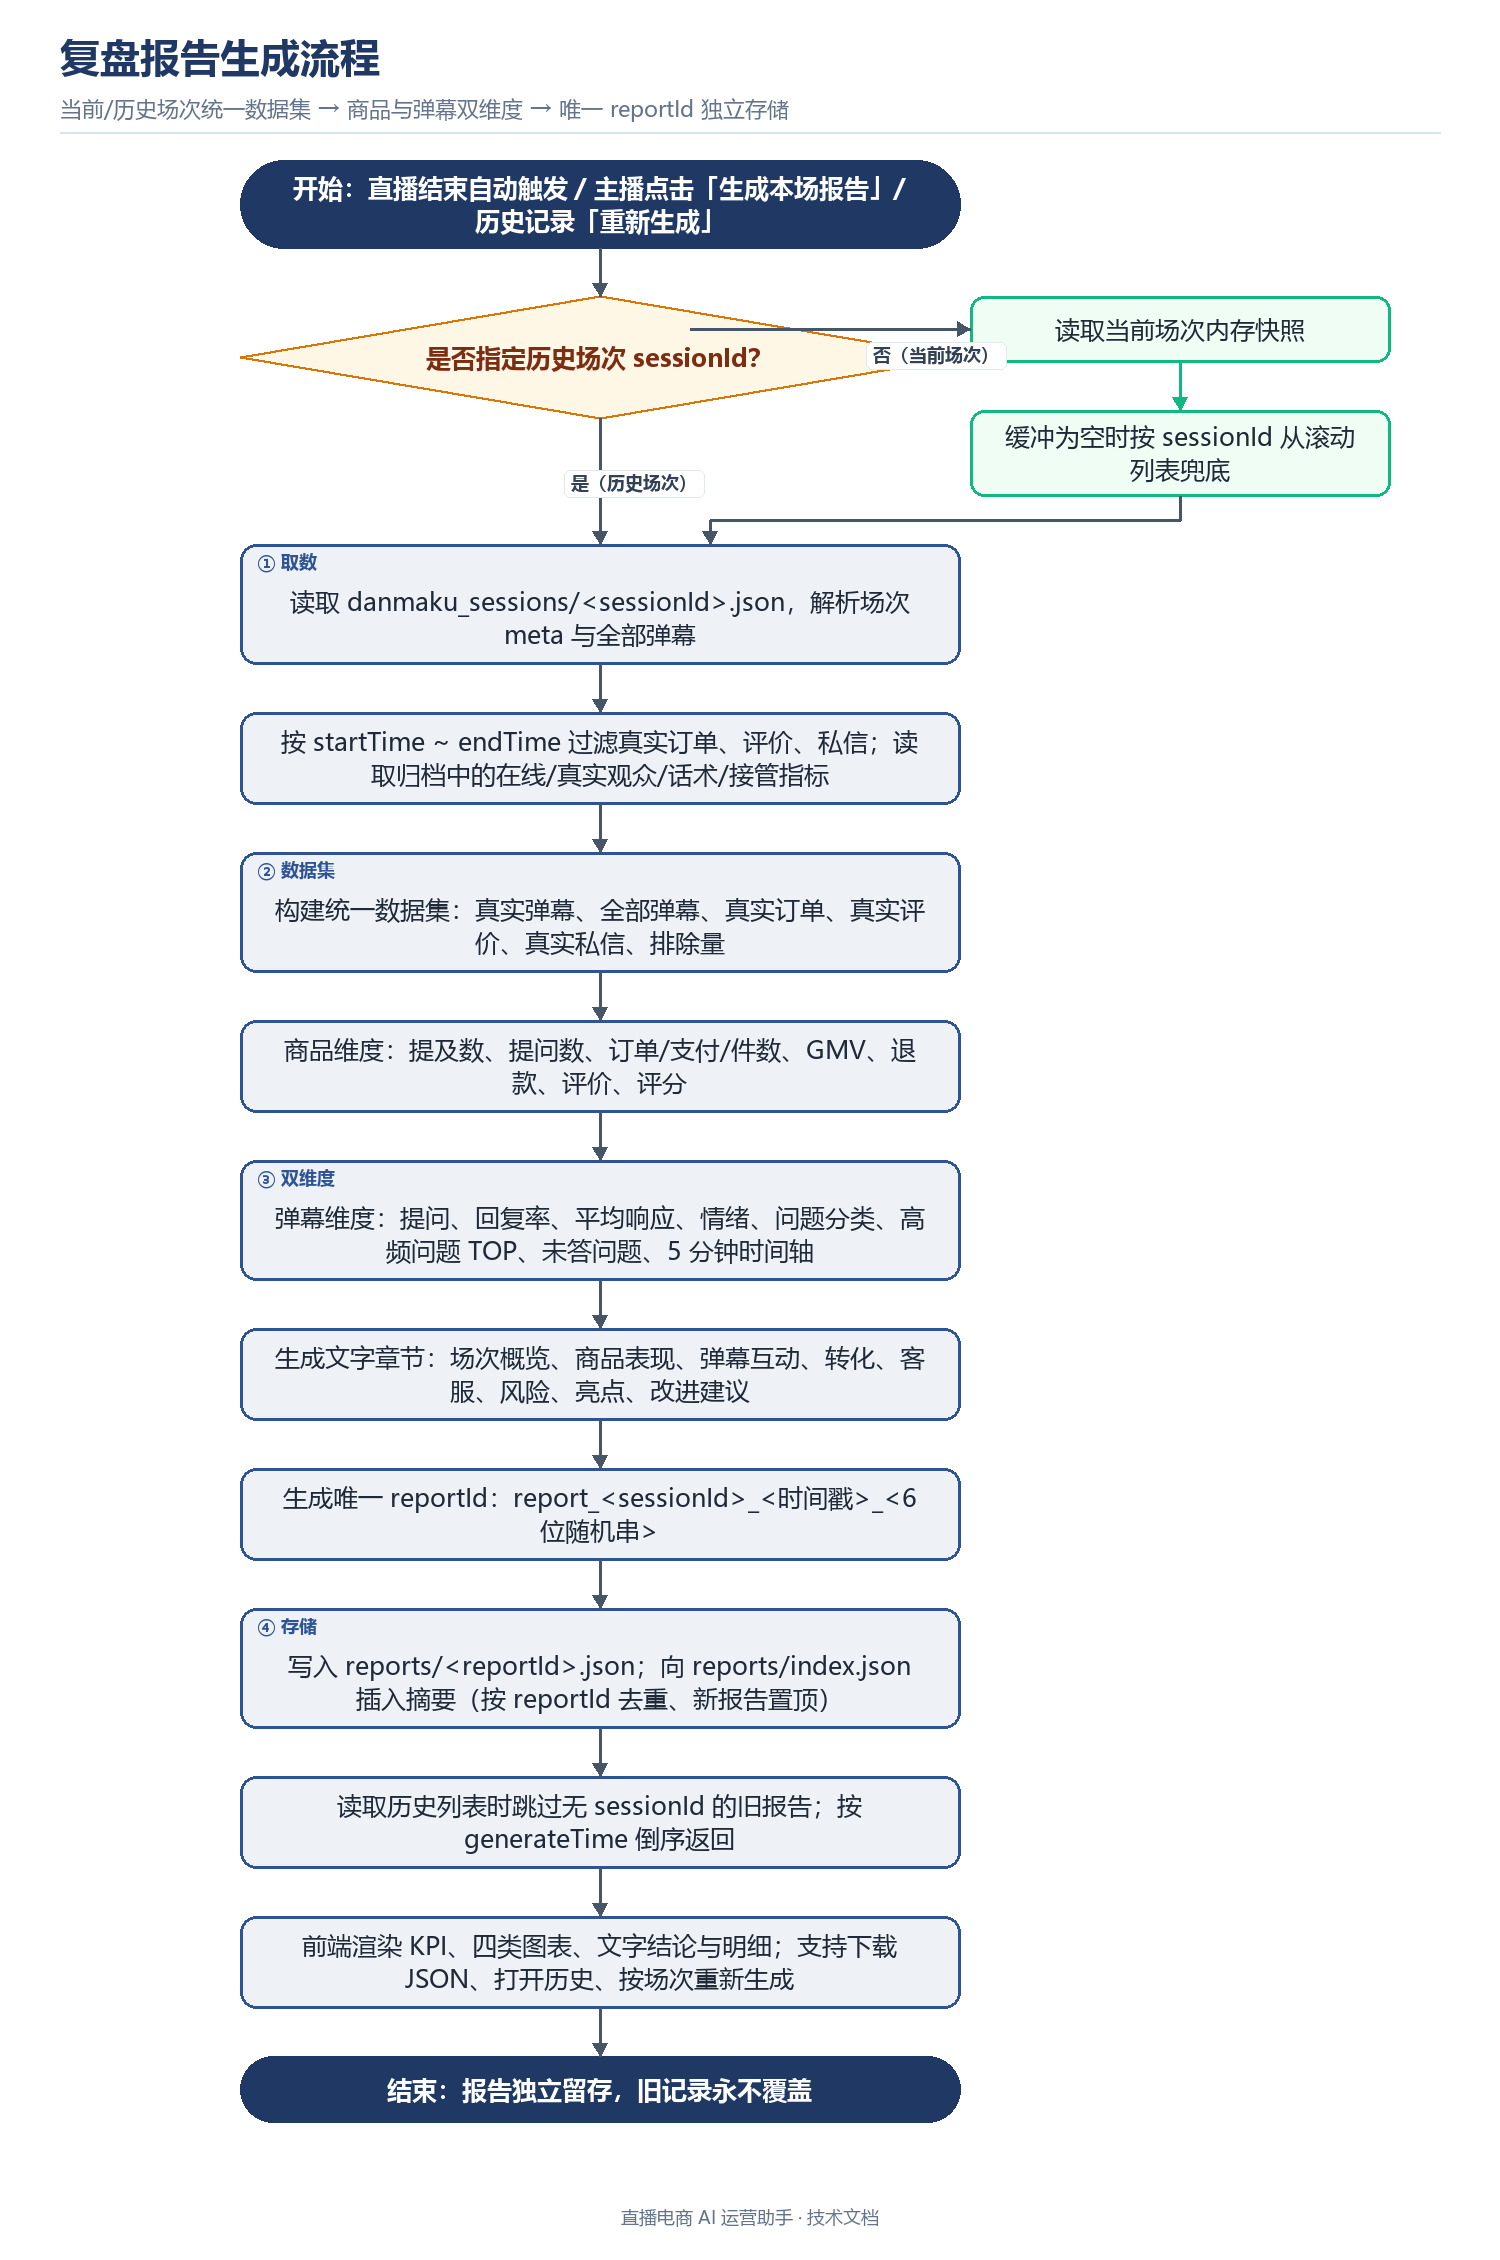 复盘报告生成流程
当前/历史场次统一数据集 → 商品与弹幕双维度 → 唯一 reportId 独立存储
开始：直播结束自动触发 / 主播点击「生成本场报告」/
历史记录「重新生成」
是否指定历史场次 sessionId?
否（当前场次）
读取当前场次内存快照
缓冲为空时按 sessionId 从滚动
列表兜底
是（历史场次）
① 取数
读取 danmaku_sessions/<sessionId>.json，解析场次
meta 与全部弹幕
按 startTime ~ endTime 过滤真实订单、评价、私信；读
取归档中的在线/真实观众/话术/接管指标
② 数据集
构建统一数据集：真实弹幕、全部弹幕、真实订单、真实评
价、真实私信、排除量
商品维度：提及数、提问数、订单/支付/件数、GMV、退
款、评价、评分
③ 双维度
弹幕维度：提问、回复率、平均响应、情绪、问题分类、高
频问题 TOP、未答问题、5 分钟时间轴
生成文字章节：场次概览、商品表现、弹幕互动、转化、客
服、风险、亮点、改进建议
生成唯一 reportId：report_<sessionId>_<时间戳>_<6
位随机串>
④ 存储
写入 reports/<reportId>.json；向 reports/index.json
插入摘要（按 reportId 去重、新报告置顶）
读取历史列表时跳过无 sessionId 的旧报告；按
generateTime 倒序返回
前端渲染 KPI、四类图表、文字结论与明细；支持下载
JSON、打开历史、按场次重新生成
结束：报告独立留存，旧记录永不覆盖
直播电商 AI 运营助手 · 技术文档